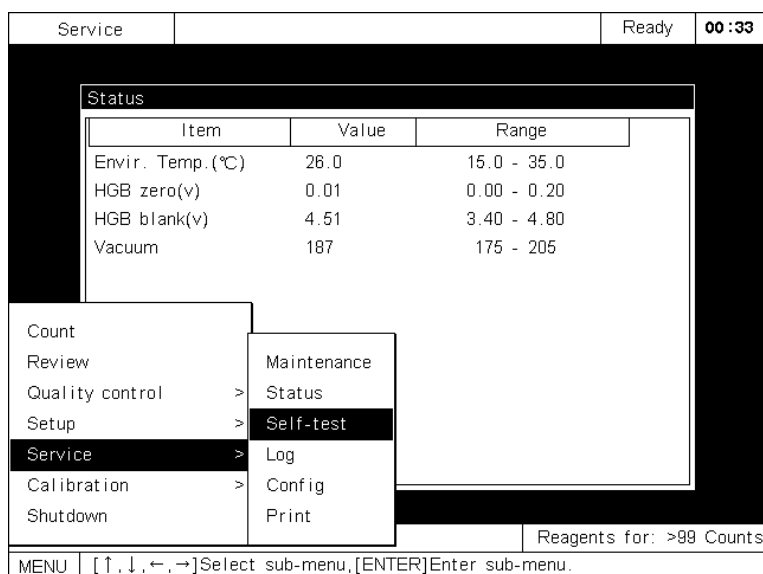 Service Ready 00:33
Status
Item Value Range
Envir. Temp.(℃) 26.0 15.0 - 35.0
HGB zero(v) 0.01 0.00 - 0.20
HGB blank(v) 4.51 3.40 - 4.80
Vacuum 187 175 - 205
Count
Review
Quality control >
Setup >
Service >
Calibration >
Shutdown
Maintenance
Status
Self-test
Log
Config
Print
Reagents for: >99 Counts
MENU [↑,↓,←,→]Select sub-menu,[ENTER]Enter sub-menu.